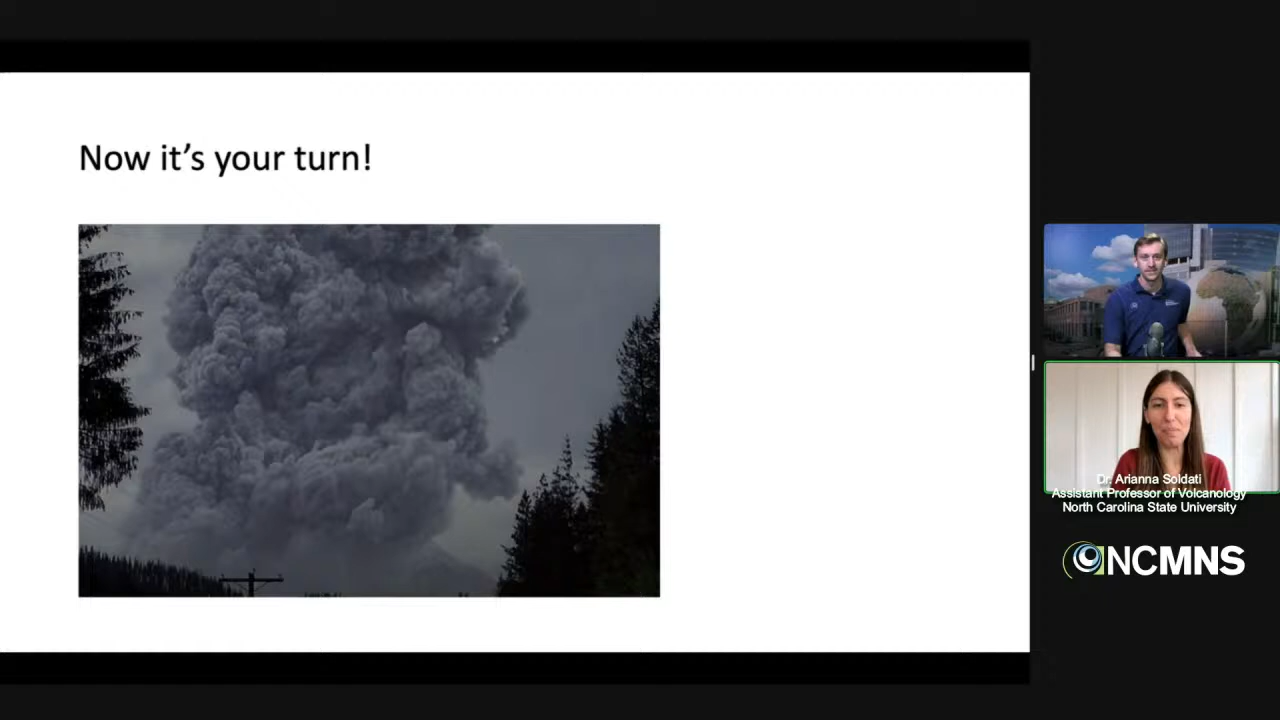 Now it's your turn!
Dr. Arianna Soldati
Assistant Professor of Volcanology
North Carolina State University
NCMNS